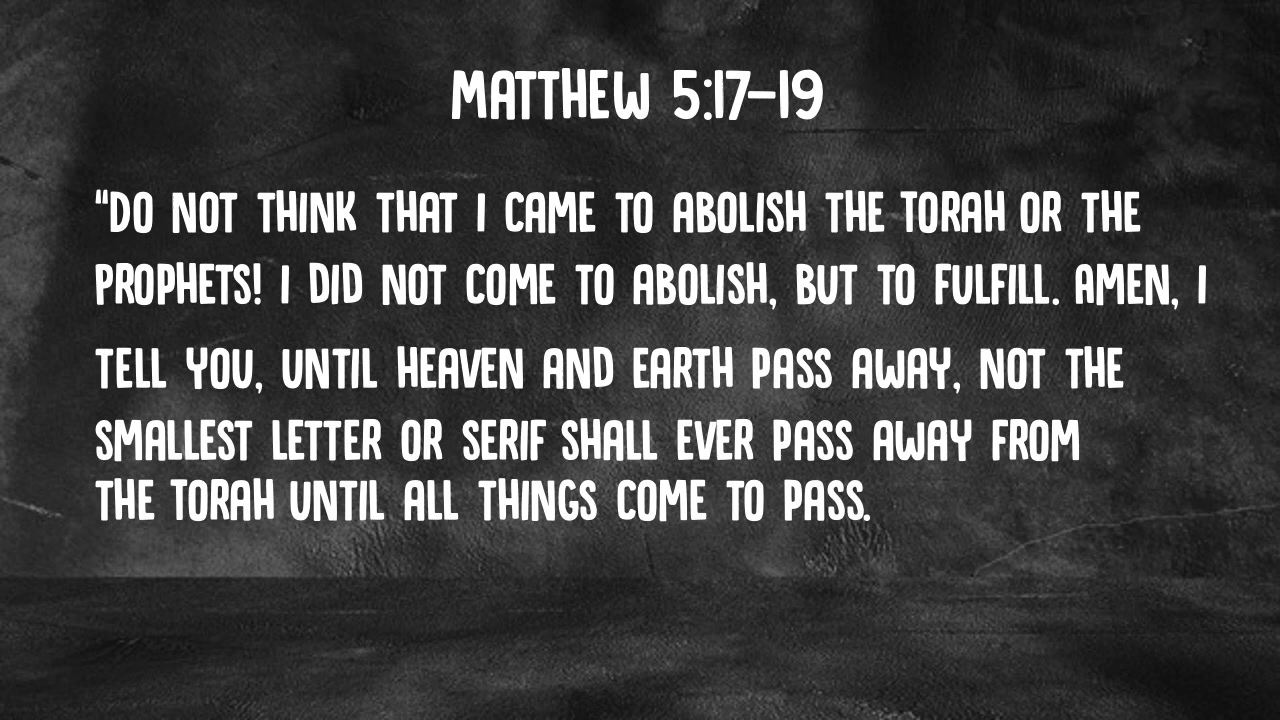 MATTHEW 5:17–19
“DO NOT THINK THAT I CAME TO ABOLISH THE TORAH OR THE
PROPHETS! I DID NOT COME TO ABOLISH, BUT TO FULFILL. AMEN, I
TELL YOU, UNTIL HEAVEN AND EARTH PASS AWAY, NOT THE
SMALLEST LETTER OR SERIF SHALL EVER PASS AWAY FROM
THE TORAH UNTIL ALL THINGS COME TO PASS.